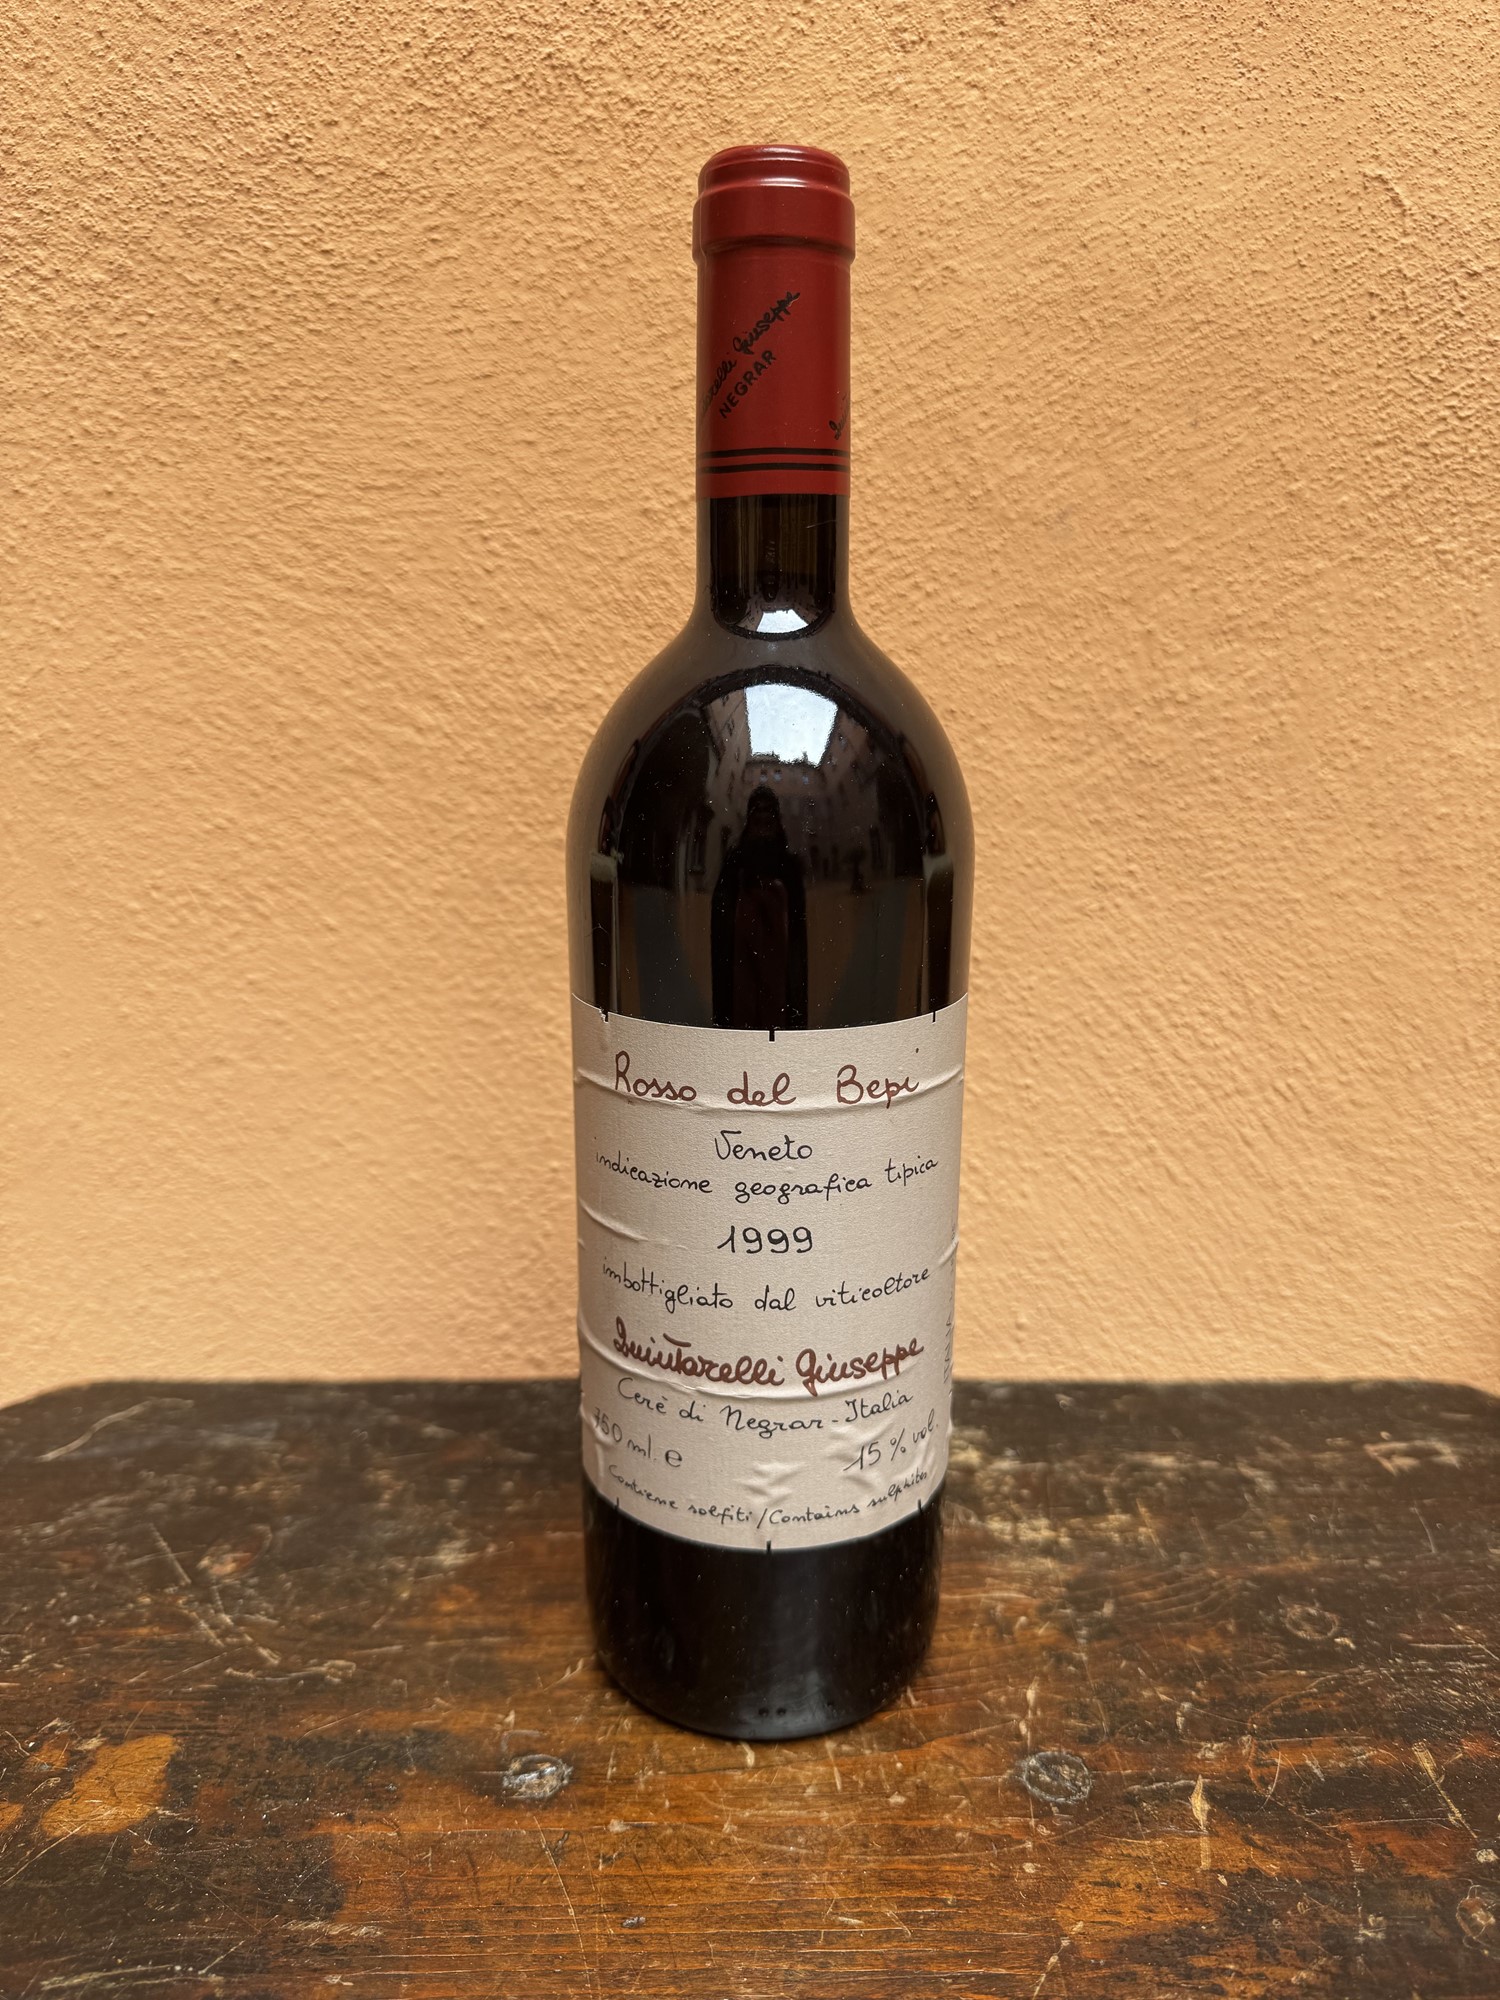 Giuseppe
NEGRAR
Rosso del Bepi
Veneto
indicazione geografica tipica
1999
imbottigliato dal viticoltore
Quintarelli Giuseppe
Cerè di Negrar - Italia
750 ml. e
15 % vol.
Contiene solfiti / Contains sulphites